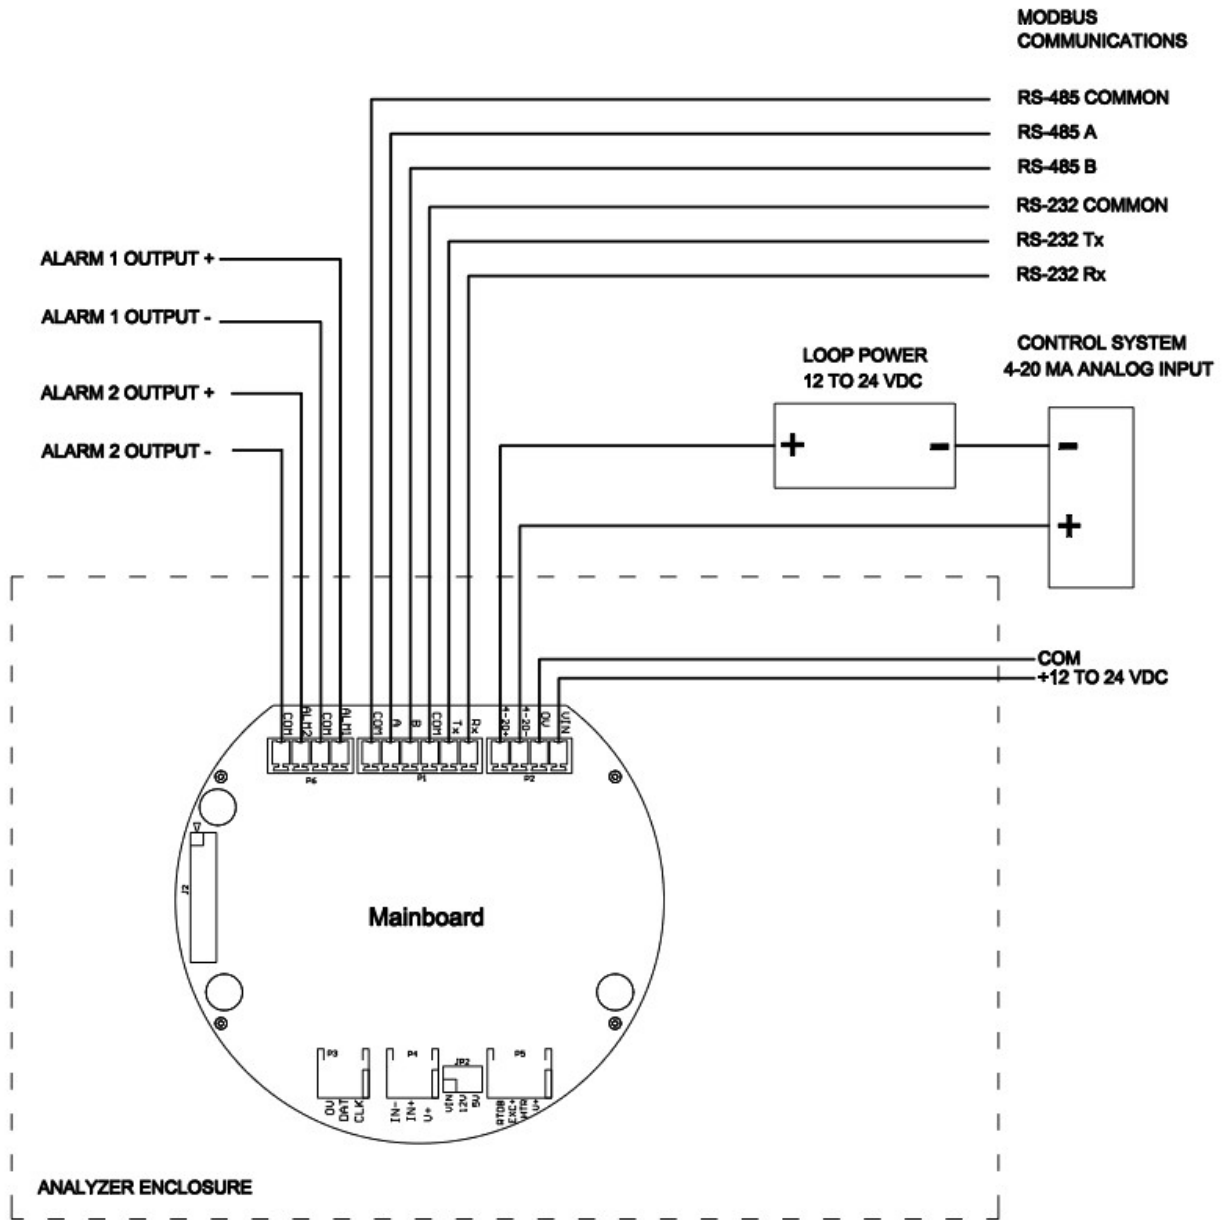 MODBUS
COMMUNICATIONS
RS-485 COMMON
RS-485 A
RS-485 B
RS-232 COMMON
RS-232 Tx
RS-232 Rx
ALARM 1 OUTPUT +
ALARM 1 OUTPUT -
ALARM 2 OUTPUT +
ALARM 2 OUTPUT -
LOOP POWER
12 TO 24 VDC
CONTROL SYSTEM
4-20 MA ANALOG INPUT
+
-
-
+
COM
+12 TO 24 VDC
COM
ALM2
COM
ALM1
COM
A
B
COM
Tx
Rx
4-20+
4-20-
0V
VIN
P6
P1
P2
J2
Mainboard
P3
P4
JP2
P5
0V
DAT
CLK
IN-
IN+
V+
VIN
12V
5V
RTDB
EXC+
HTR
V+
ANALYZER ENCLOSURE